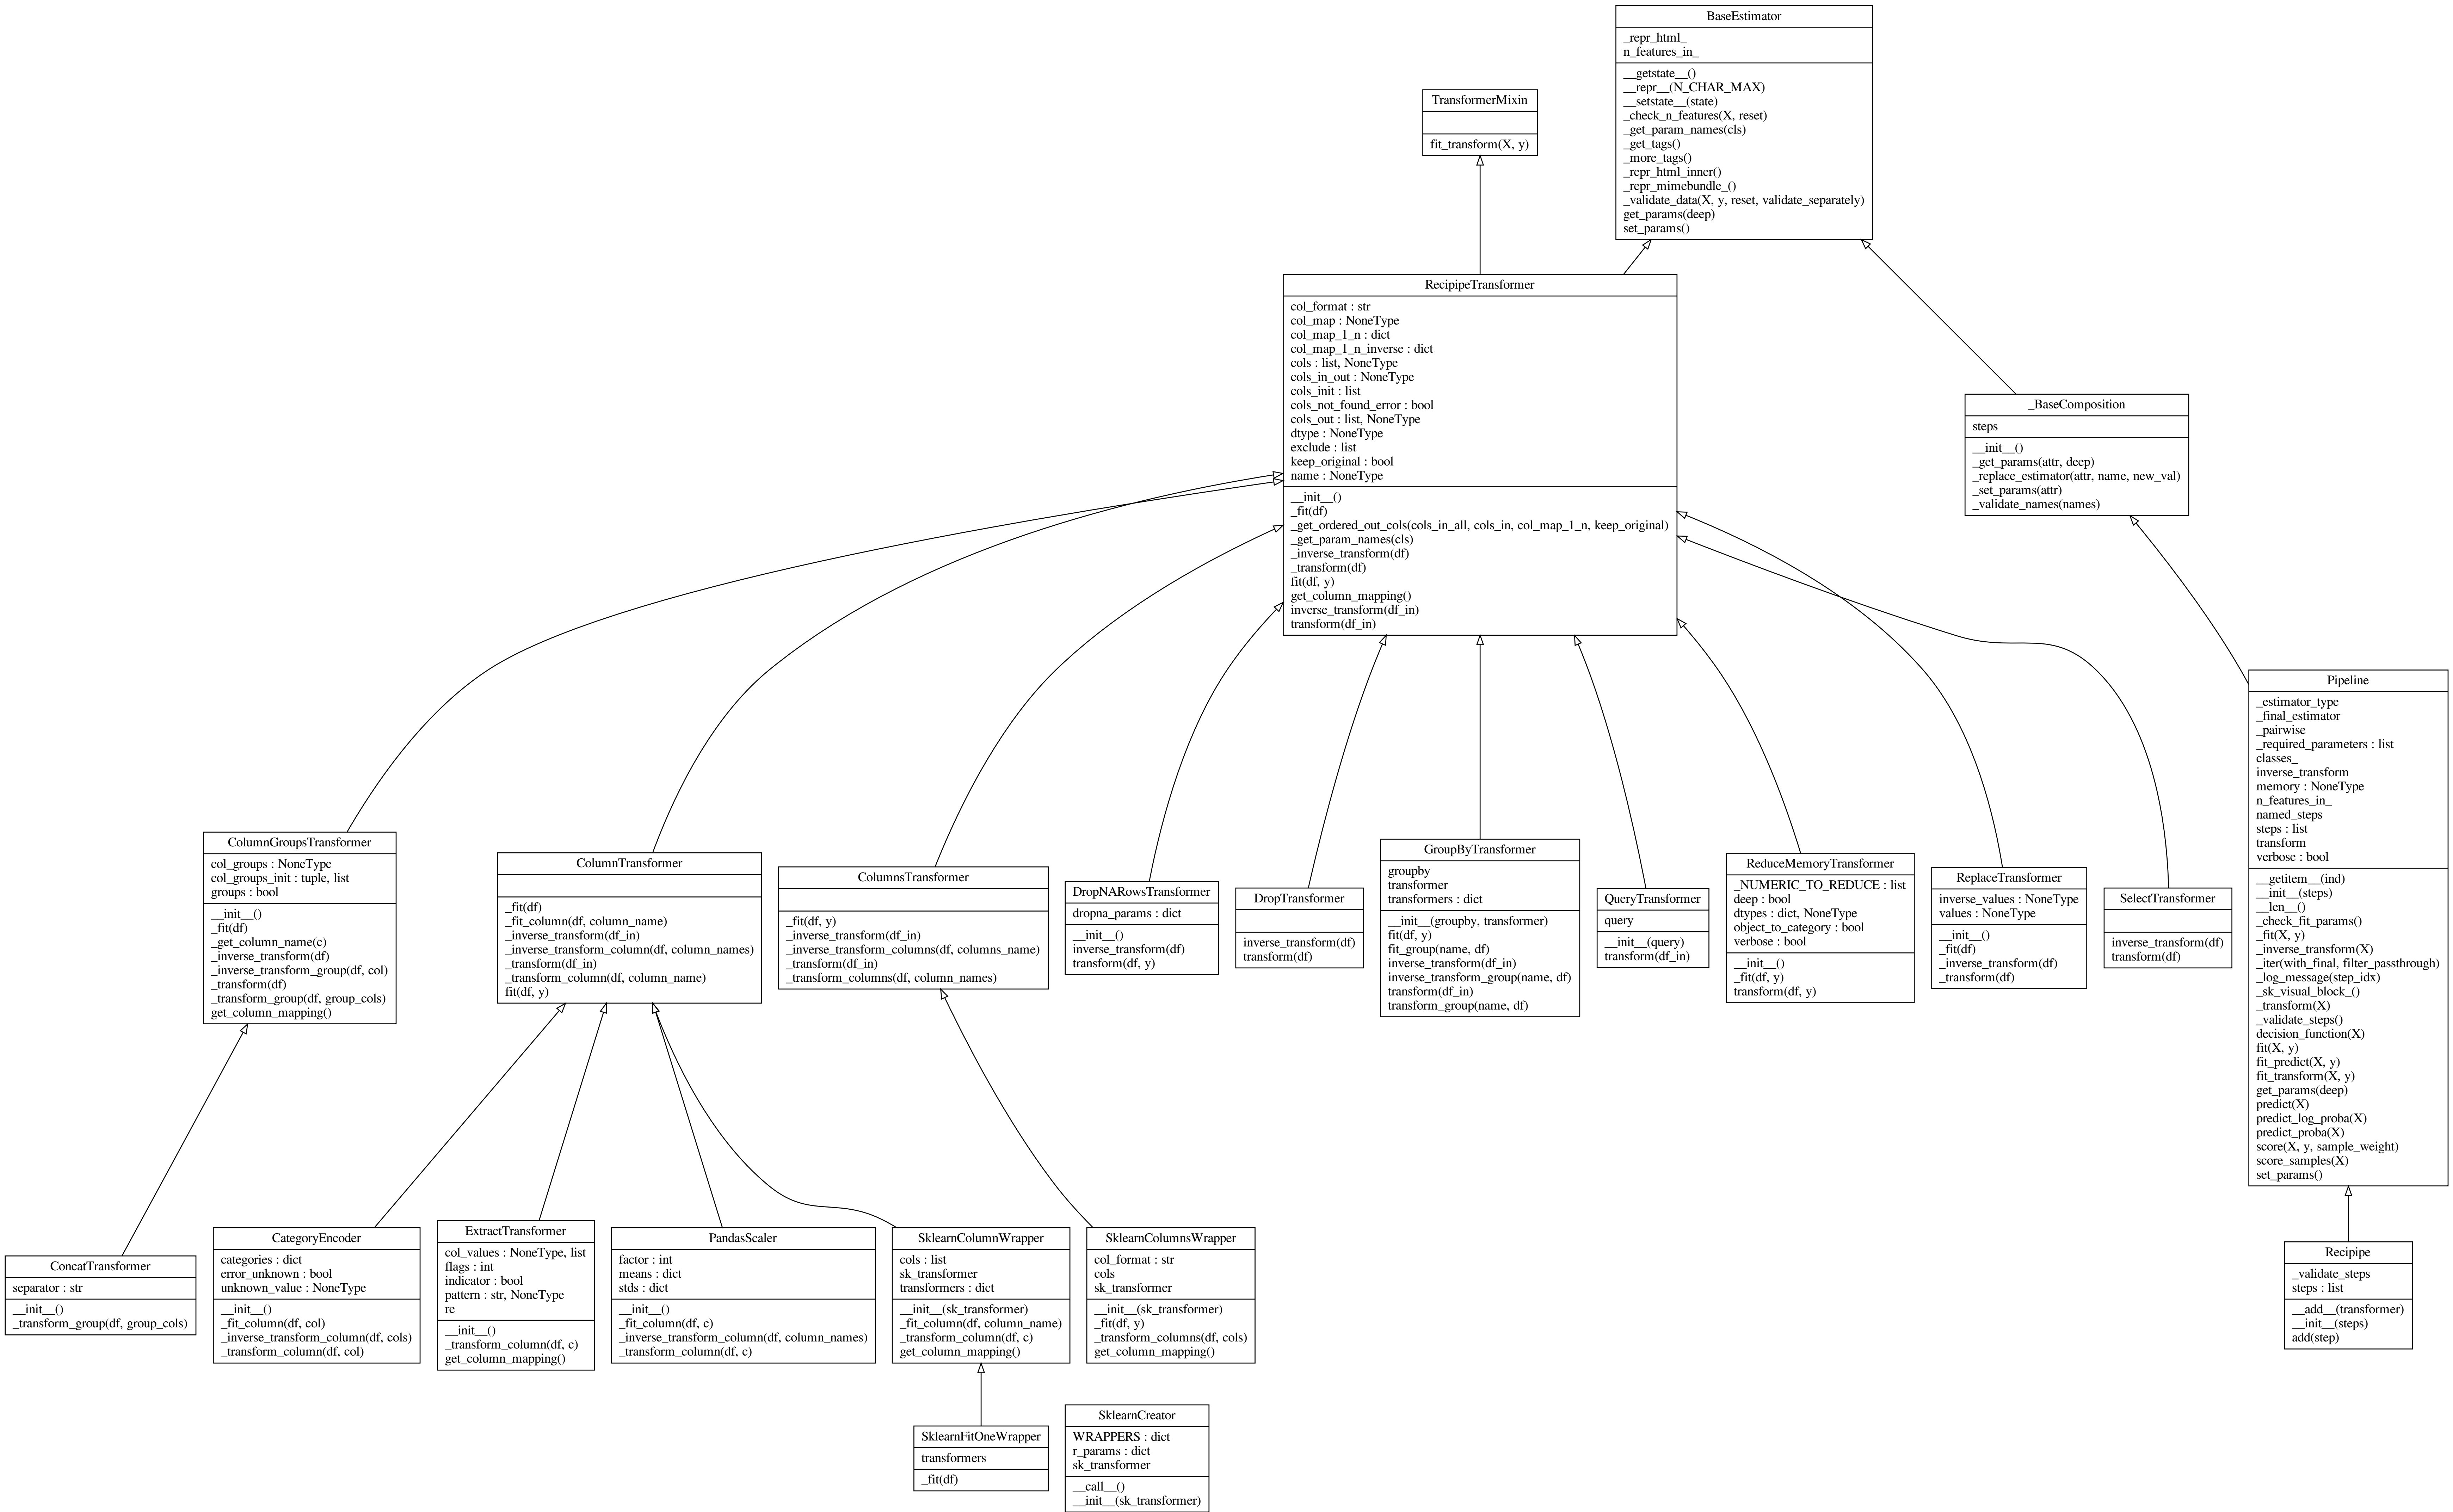 BaseEstimator
_repr_html_
n_features_in_
__getstate__()
__repr__(N_CHAR_MAX)
__setstate__(state)
_check_n_features(X, reset)
_get_param_names(cls)
_get_tags()
_more_tags()
_repr_html_inner()
_repr_mimebundle_()
_validate_data(X, y, reset, validate_separately)
get_params(deep)
set_params()
TransformerMixin
fit_transform(X, y)
RecipipeTransformer
col_format : str
col_map : NoneType
col_map_1_n : dict
col_map_1_n_inverse : dict
cols : list, NoneType
cols_in_out : NoneType
cols_init : list
cols_not_found_error : bool
cols_out : list, NoneType
dtype : NoneType
exclude : list
keep_original : bool
name : NoneType
__init__()
_fit(df)
_get_ordered_out_cols(cols_in_all, cols_in, col_map_1_n, keep_original)
_get_param_names(cls)
_inverse_transform(df)
_transform(df)
fit(df, y)
get_column_mapping()
inverse_transform(df_in)
transform(df_in)
_BaseComposition
steps
__init__()
_get_params(attr, deep)
_replace_estimator(attr, name, new_val)
_set_params(attr)
_validate_names(names)
Pipeline
_estimator_type
_final_estimator
_pairwise
_required_parameters : list
classes_
inverse_transform
memory : NoneType
n_features_in_
named_steps
steps : list
transform
verbose : bool
__getitem__(ind)
__init__(steps)
__len__()
_check_fit_params()
_fit(X, y)
_inverse_transform(X)
_iter(with_final, filter_passthrough)
_log_message(step_idx)
_sk_visual_block_()
_transform(X)
_validate_steps()
decision_function(X)
fit(X, y)
fit_predict(X, y)
fit_transform(X, y)
get_params(deep)
predict(X)
predict_log_proba(X)
predict_proba(X)
score(X, y, sample_weight)
score_samples(X)
set_params()
ColumnGroupsTransformer
col_groups : NoneType
col_groups_init : tuple, list
groups : bool
__init__()
_fit(df)
_get_column_name(c)
_inverse_transform(df)
_inverse_transform_group(df, col)
_transform(df)
_transform_group(df, group_cols)
get_column_mapping()
ColumnTransformer
_fit(df)
_fit_column(df, column_name)
_inverse_transform(df_in)
_inverse_transform_column(df, column_names)
_transform(df_in)
_transform_column(df, column_name)
fit(df, y)
ColumnsTransformer
_fit(df, y)
_inverse_transform(df_in)
_inverse_transform_columns(df, columns_name)
_transform(df_in)
_transform_columns(df, column_names)
DropNARowsTransformer
dropna_params : dict
__init__()
inverse_transform(df)
transform(df, y)
DropTransformer
inverse_transform(df)
transform(df)
GroupByTransformer
groupby
transformer
transformers : dict
__init__(groupby, transformer)
fit(df, y)
fit_group(name, df)
inverse_transform(df_in)
inverse_transform_group(name, df)
transform(df_in)
transform_group(name, df)
QueryTransformer
query
__init__(query)
transform(df_in)
ReduceMemoryTransformer
_NUMERIC_TO_REDUCE : list
deep : bool
dtypes : dict, NoneType
object_to_category : bool
verbose : bool
__init__()
_fit(df, y)
transform(df, y)
ReplaceTransformer
inverse_values : NoneType
values : NoneType
__init__()
_fit(df)
_inverse_transform(df)
_transform(df)
SelectTransformer
inverse_transform(df)
transform(df)
ConcatTransformer
separator : str
__init__()
_transform_group(df, group_cols)
CategoryEncoder
categories : dict
error_unknown : bool
unknown_value : NoneType
__init__()
_fit_column(df, col)
_inverse_transform_column(df, cols)
_transform_column(df, col)
ExtractTransformer
col_values : NoneType, list
flags : int
indicator : bool
pattern : str, NoneType
re
__init__()
_transform_column(df, c)
get_column_mapping()
PandasScaler
factor : int
means : dict
stds : dict
__init__()
_fit_column(df, c)
_inverse_transform_column(df, column_names)
_transform_column(df, c)
SklearnColumnWrapper
cols : list
sk_transformer
transformers : dict
__init__(sk_transformer)
_fit_column(df, column_name)
_transform_column(df, c)
get_column_mapping()
SklearnColumnsWrapper
col_format : str
cols
sk_transformer
__init__(sk_transformer)
_fit(df, y)
_transform_columns(df, cols)
get_column_mapping()
Recipipe
_validate_steps
steps : list
__add__(transformer)
__init__(steps)
add(step)
SklearnFitOneWrapper
transformers
_fit(df)
SklearnCreator
WRAPPERS : dict
r_params : dict
sk_transformer
__call__()
__init__(sk_transformer)